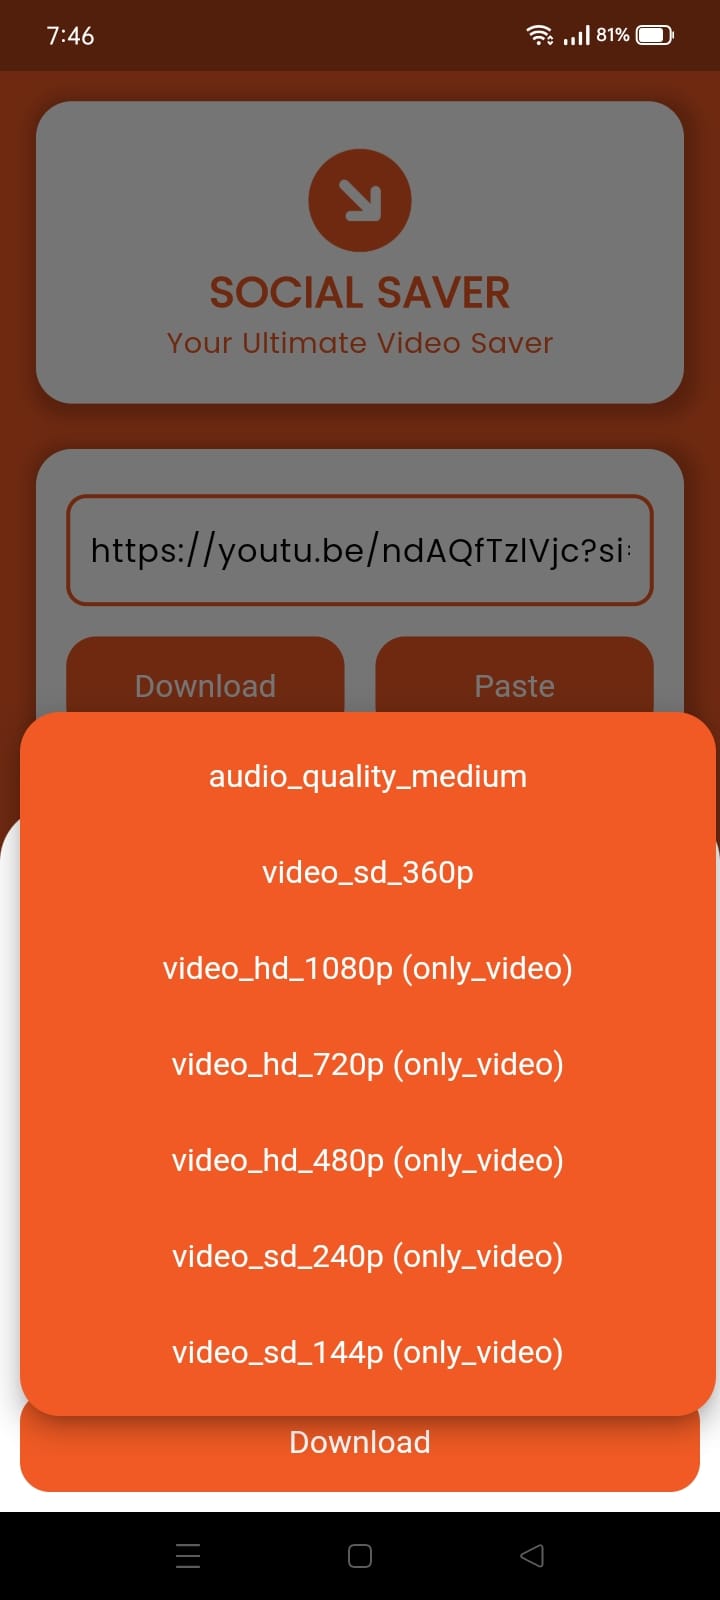 7:46
81%
SOCIAL SAVER
Your Ultimate Video Saver
https://youtu.be/ndAQfTzlVjc?si=
Download
Paste
audio_quality_medium
video_sd_360p
video_hd_1080p (only_video)
video_hd_720p (only_video)
video_hd_480p (only_video)
video_sd_240p (only_video)
video_sd_144p (only_video)
Download